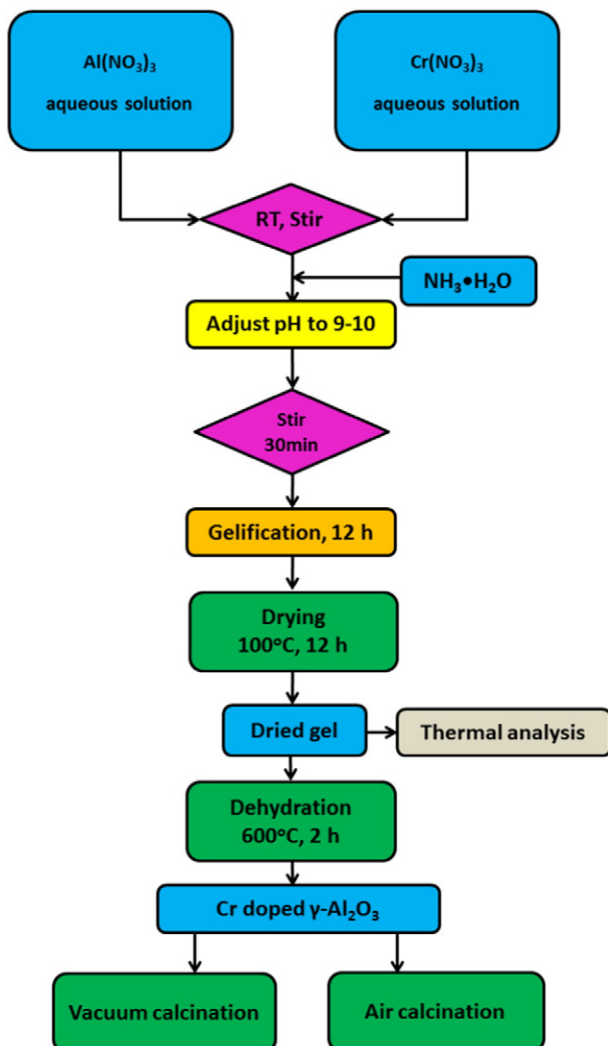 Al(NO₃)₃
aqueous solution
Cr(NO₃)₃
aqueous solution
RT, Stir
NH₃•H₂O
Adjust pH to 9-10
Stir
30min
Gelification, 12 h
Drying
100°C, 12 h
Dried gel
Thermal analysis
Dehydration
600°C, 2 h
Cr doped γ-Al₂O₃
Vacuum calcination
Air calcination